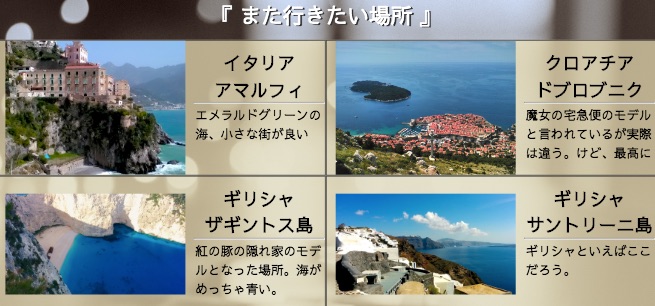 『 また行きたい場所 』
イタリア
アマルフィ
エメラルドグリーンの
海、小さな街が良い
クロアチア
ドブロブニク
魔女の宅急便のモデル
と言われているが実際
は違う。けど、最高に
ギリシャ
ザギントス島
紅の豚の隠れ家のモデ
ルとなった場所。海が
めっちゃ青い。
ギリシャ
サントリーニ島
ギリシャといえばここ
だろう。